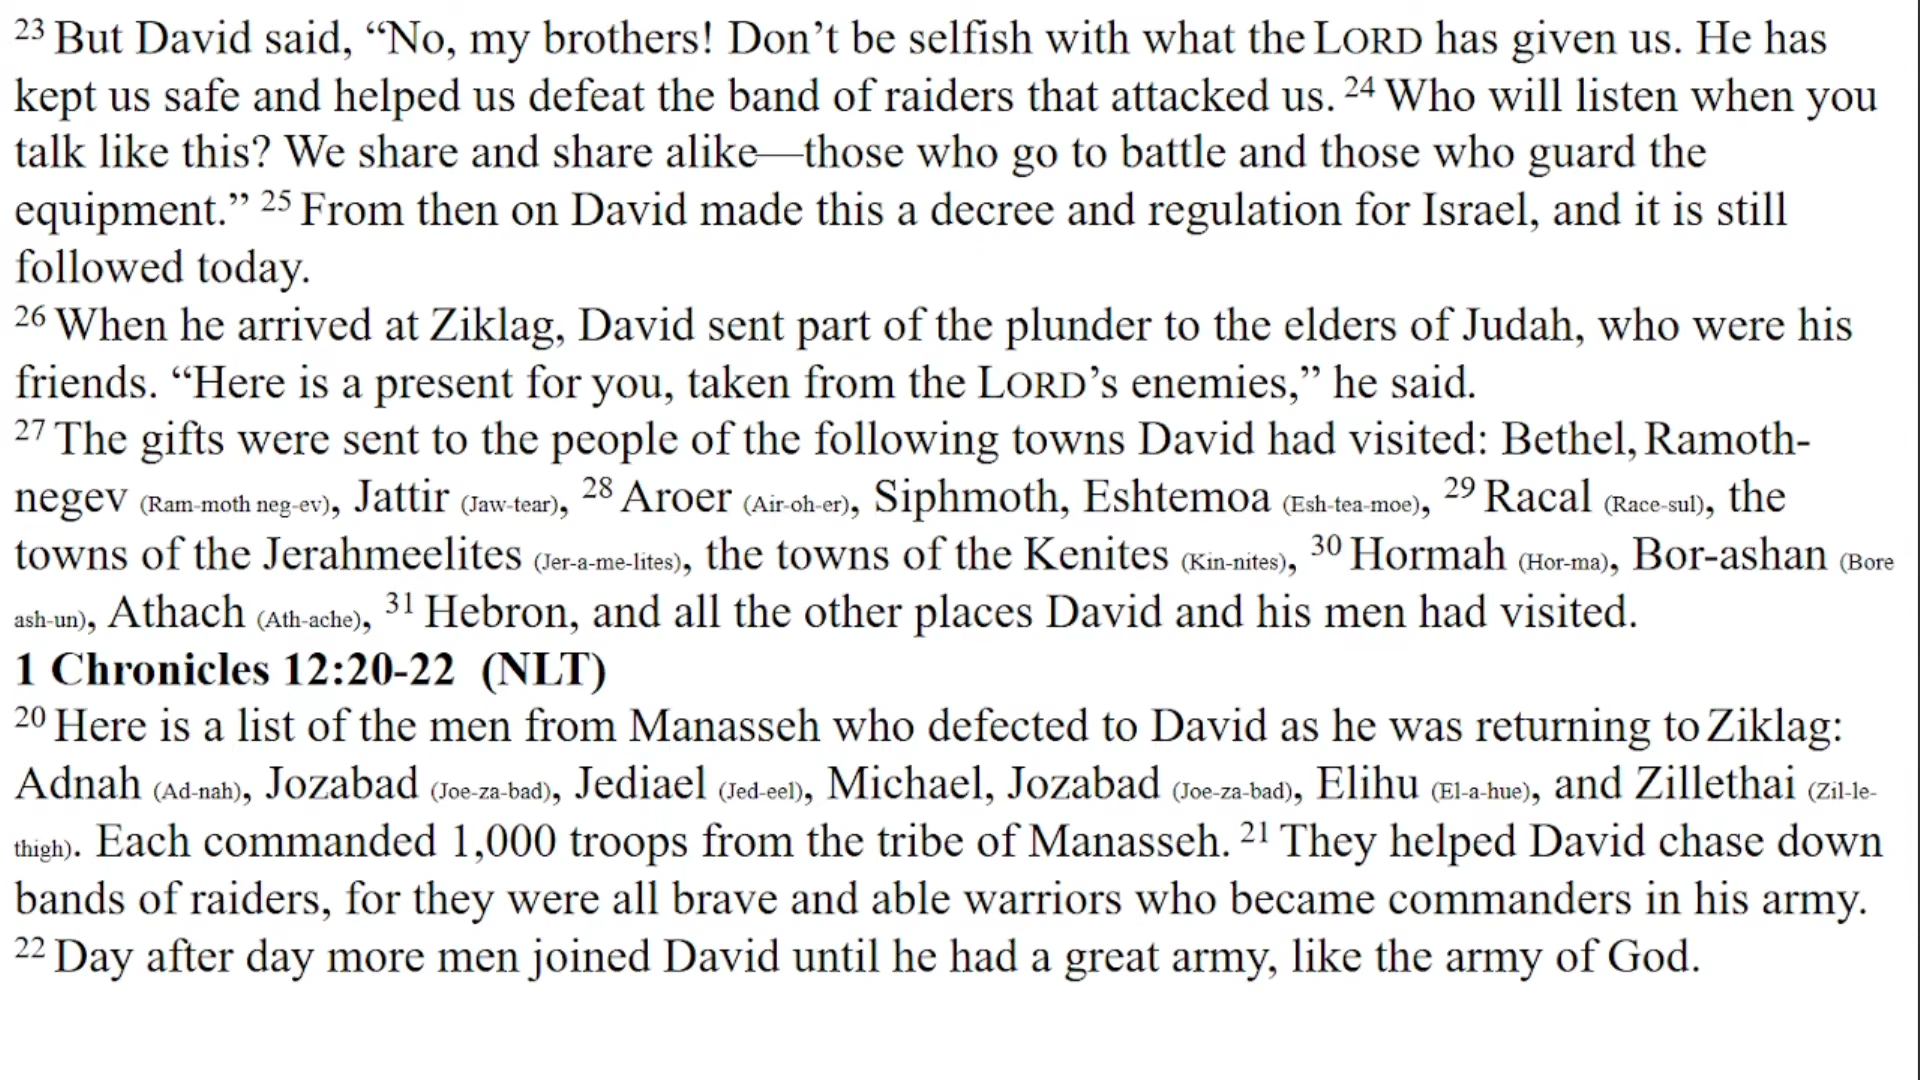 23 But David said, “No, my brothers! Don’t be selfish with what the LORD has given us. He has
kept us safe and helped us defeat the band of raiders that attacked us. 24 Who will listen when you
talk like this? We share and share alike—those who go to battle and those who guard the
equipment.” 25 From then on David made this a decree and regulation for Israel, and it is still
followed today.
26 When he arrived at Ziklag, David sent part of the plunder to the elders of Judah, who were his
friends. “Here is a present for you, taken from the LORD’s enemies,” he said.
27 The gifts were sent to the people of the following towns David had visited: Bethel, Ramoth-
negev (Ram-moth neg-ev), Jattir (Jaw-tear), 28 Aroer (Air-oh-er), Siphmoth, Eshtemoa (Esh-tea-moe), 29 Racal (Race-sul), the
towns of the Jerahmeelites (Jer-a-me-lites), the towns of the Kenites (Kin-nites), 30 Hormah (Hor-ma), Bor-ashan (Bore
ash-un), Athach (Ath-ache), 31 Hebron, and all the other places David and his men had visited.
1 Chronicles 12:20-22 (NLT)
20 Here is a list of the men from Manasseh who defected to David as he was returning to Ziklag:
Adnah (Ad-nah), Jozabad (Joe-za-bad), Jediael (Jed-eel), Michael, Jozabad (Joe-za-bad), Elihu (El-a-hue), and Zillethai (Zil-le-
thigh). Each commanded 1,000 troops from the tribe of Manasseh. 21 They helped David chase down
bands of raiders, for they were all brave and able warriors who became commanders in his army.
22 Day after day more men joined David until he had a great army, like the army of God.